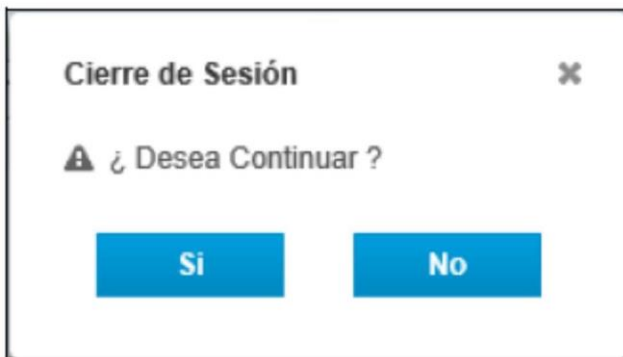 Cierre de Sesión
¿ Desea Continuar ?
Si
No